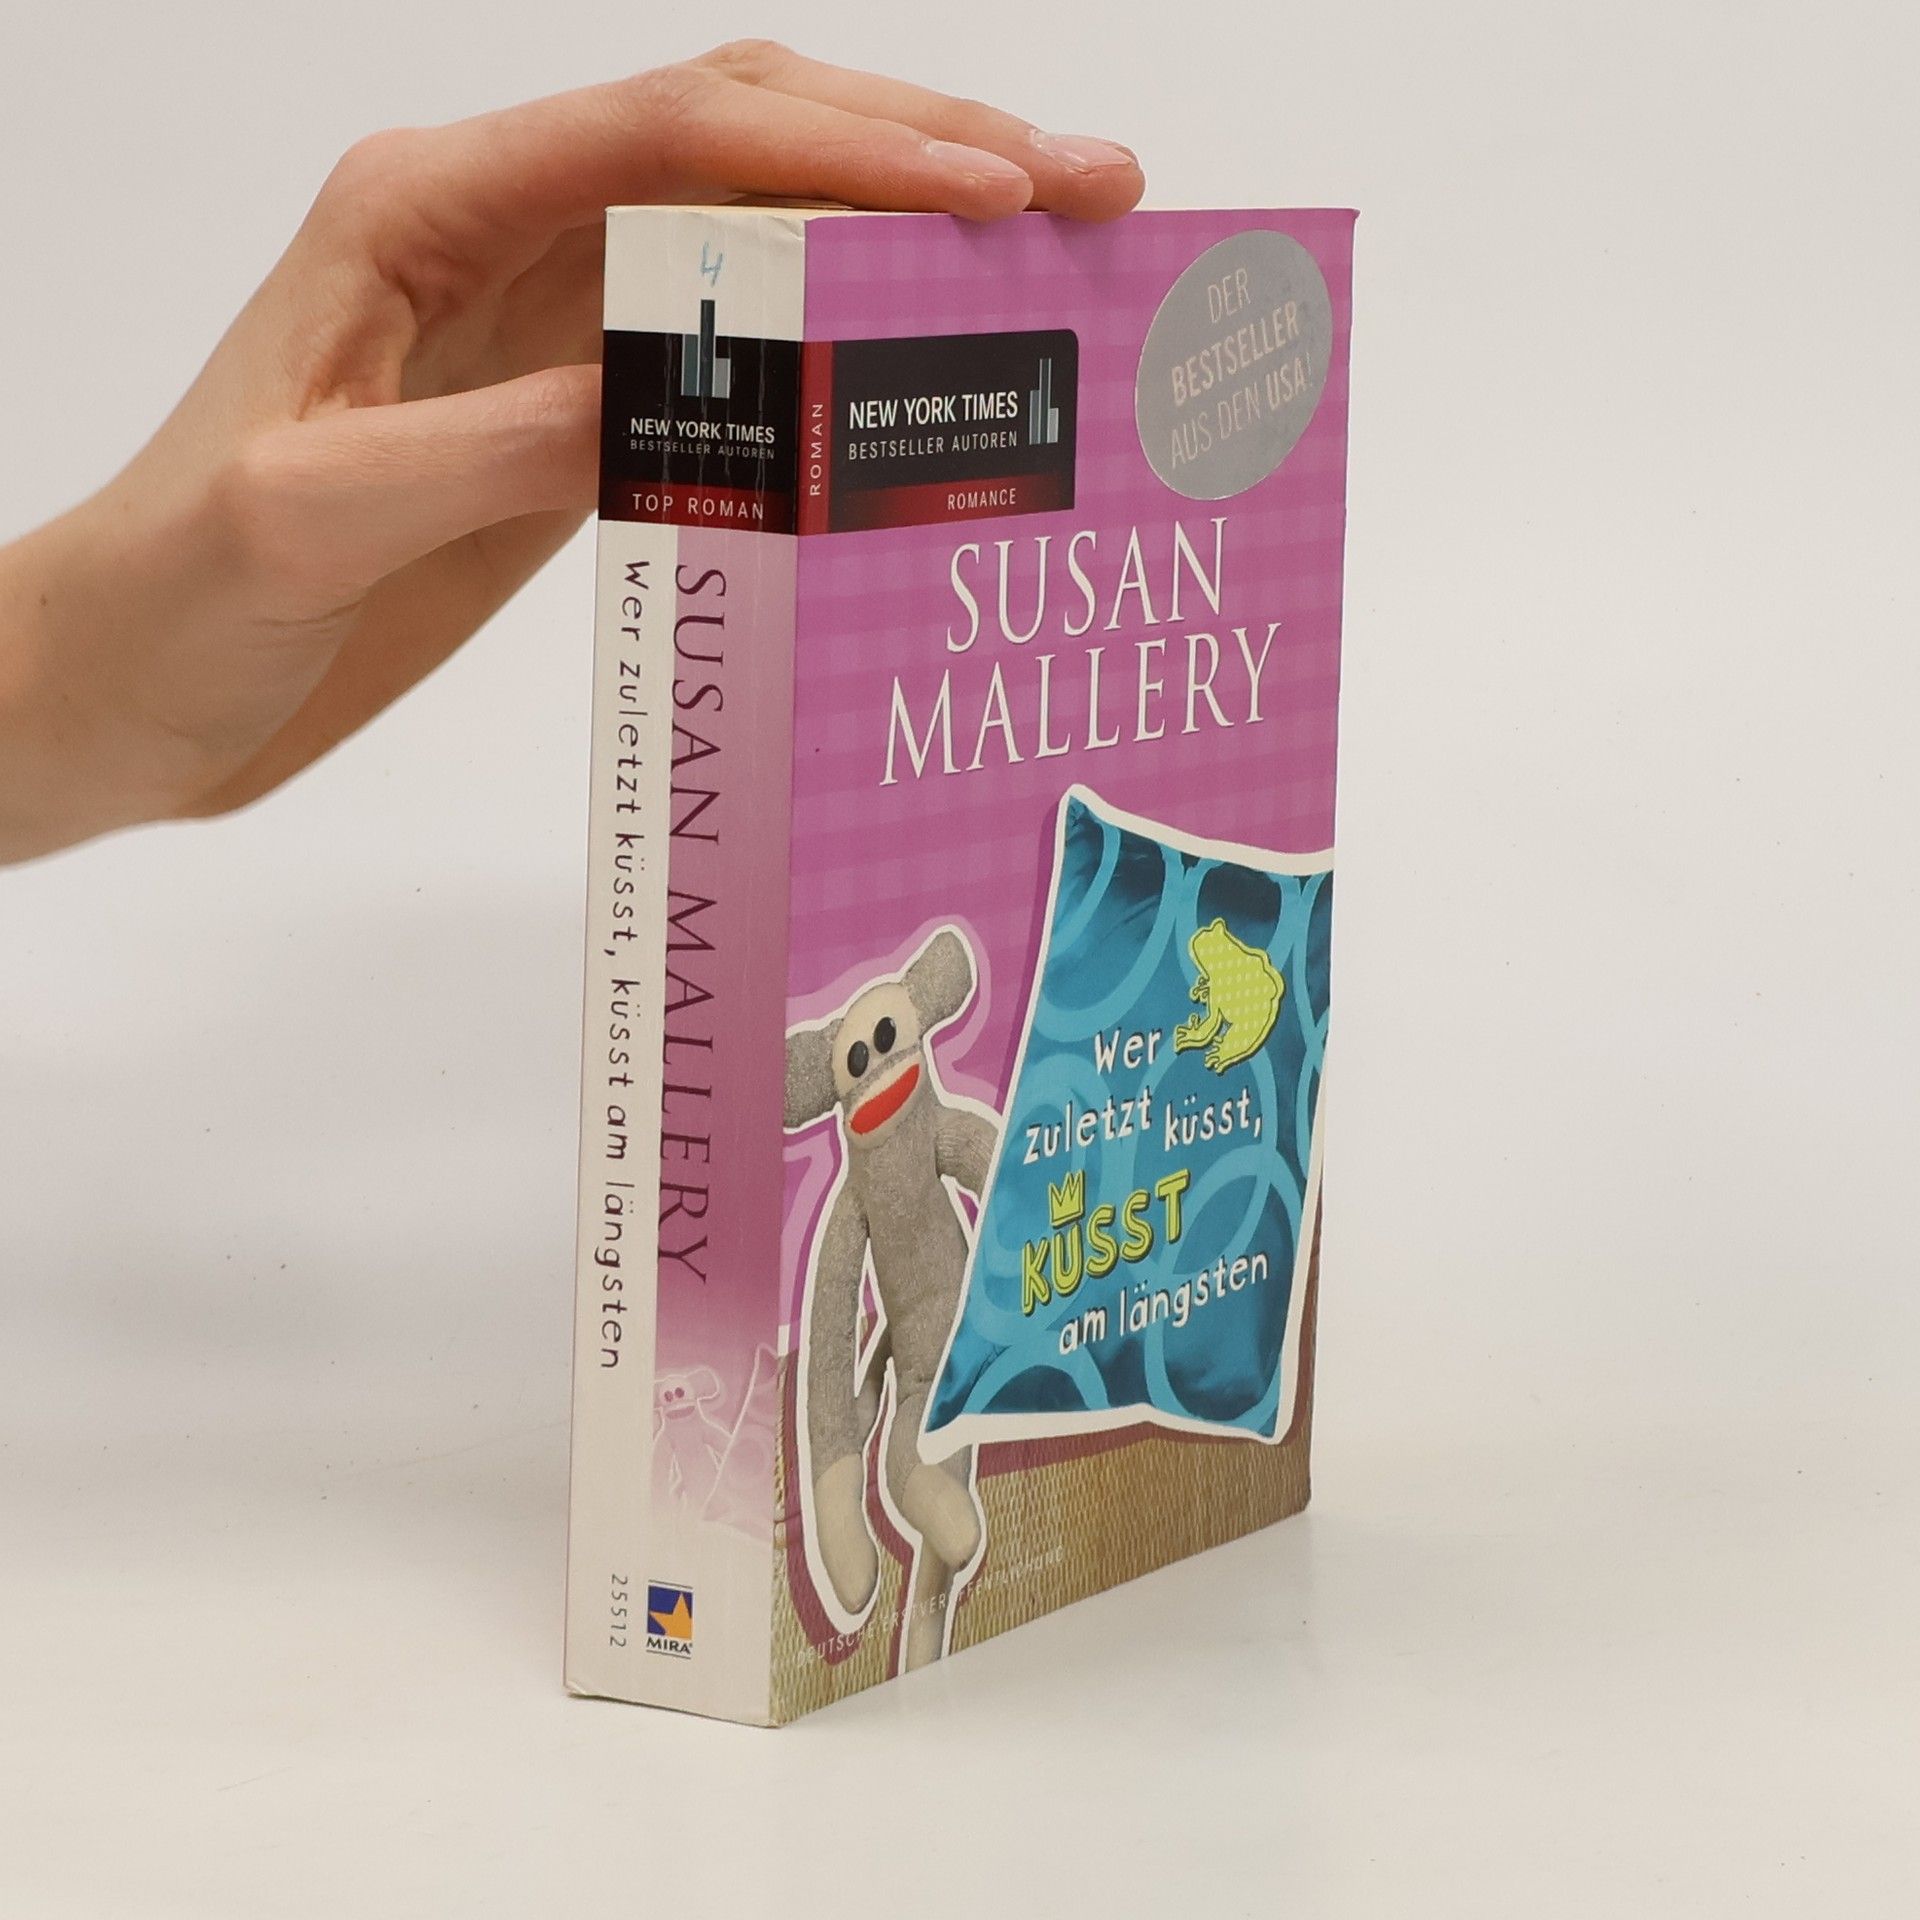 4
NEW YORK TIMES
BESTSELLER AUTOREN
TOP ROMAN
SUSAN MALLERY
Wer zuletzt küsst, küsst am längsten
25512
MIRA
ROMAN
NEW YORK TIMES
BESTSELLER AUTOREN
ROMANCE
DER
BESTSELLER
AUS DEN USA!
SUSAN
MALLERY
Wer
zuletzt küsst,
KÜSST
am längsten
DEUTSCHE ERSTVERÖFFENTLICHUNG